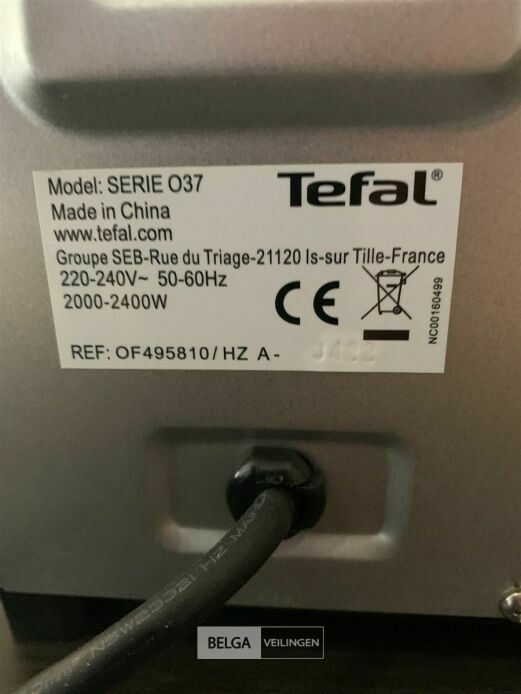 Model: SERIE O37
Tefal®
Made in China
www.tefal.com
Groupe SEB-Rue du Triage-21120 Is-sur Tille-France
220-240V~ 50-60Hz
2000-2400W
CE
NC00160499
REF: OF495810/HZ A-
BELGA VEILINGEN